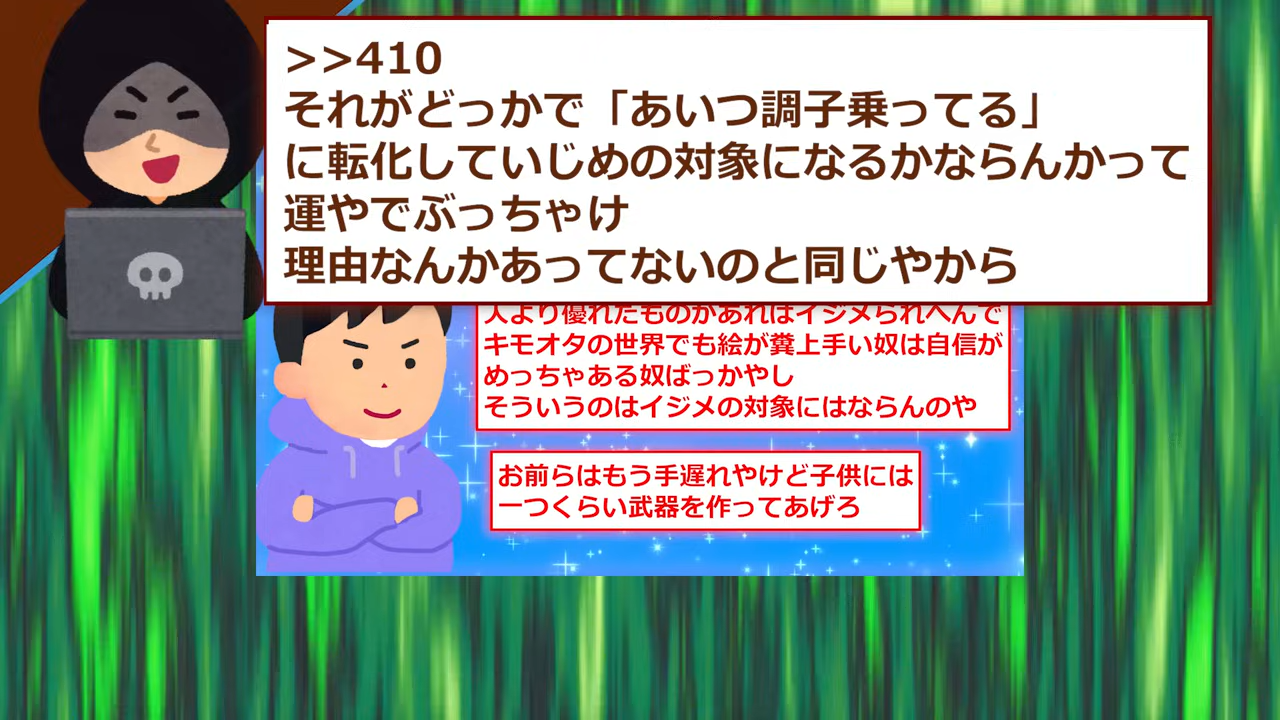 >>410
それがどっかで「あいつ調子乗ってる」
に転化していじめの対象になるかならんかって
運やでぶっちゃけ
理由なんかあってないのと同じやから
人より優れたものがあればイジメられへんで
キモオタの世界でも絵が糞上手い奴は自信が
めっちゃある奴ばっかやし
そういうのはイジメの対象にはならんのや
お前らはもう手遅れやけど子供には
一つくらい武器を作ってあげろ